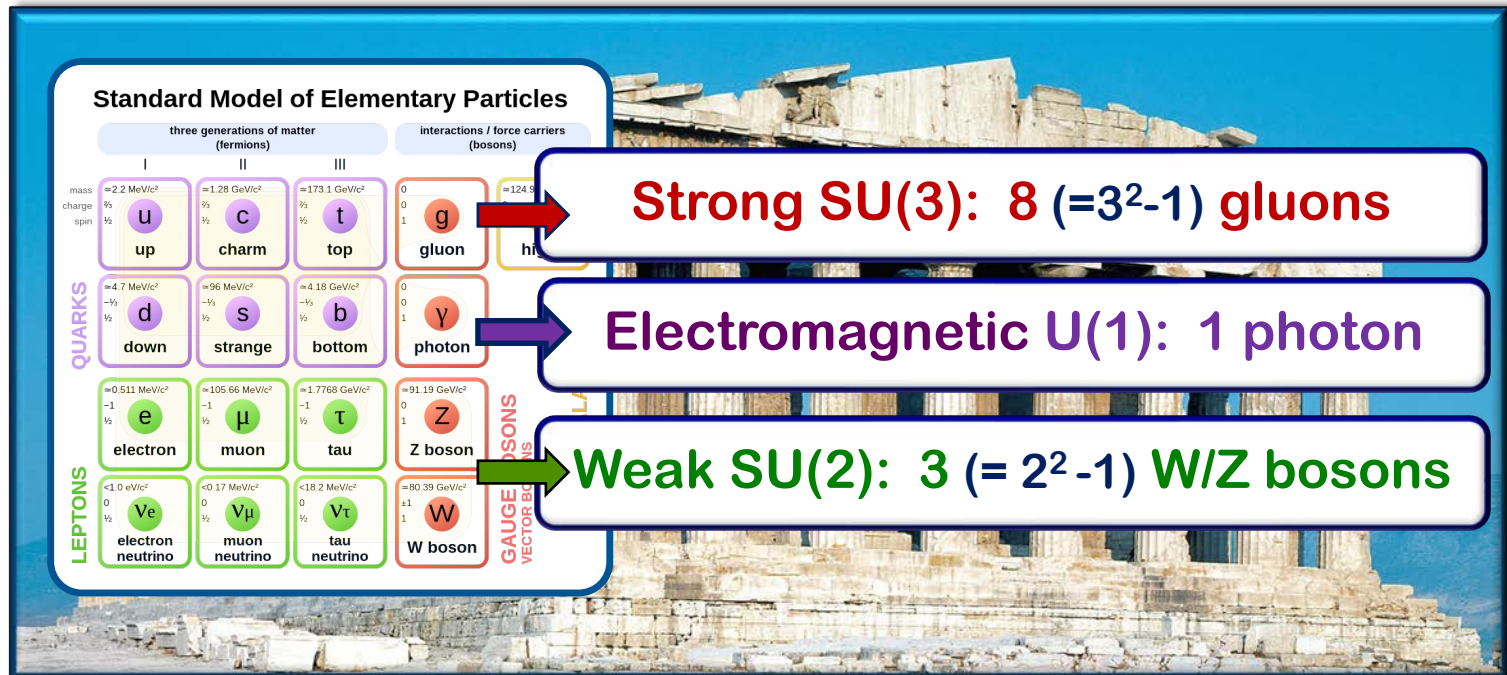 Standard Model of Elementary Particles
three generations of matter
(fermions)
interactions / force carriers
(bosons)
I II III
mass ≃2.2 MeV/c² ≃1.28 GeV/c² ≃173.1 GeV/c² 0 ≃124.9
charge ⅔ ⅔ ⅔ 0
spin ½ ½ ½ 1
u c t g
up charm top gluon
Strong SU(3): 8 (=3²-1) gluons
QUARKS
≃4.7 MeV/c² ≃96 MeV/c² ≃4.18 GeV/c² 0
−⅓ −⅓ −⅓ 0
½ ½ ½ 1
d s b γ
down strange bottom photon
Electromagnetic U(1): 1 photon
LEPTONS
≃0.511 MeV/c² ≃105.66 MeV/c² ≃1.7768 GeV/c² ≃91.19 GeV/c²
−1 −1 −1 0
½ ½ ½ 1
e μ τ Z
electron muon tau Z boson
<1.0 eV/c² <0.17 MeV/c² <18.2 MeV/c² ≃80.39 GeV/c²
0 0 0 ±1
½ ½ ½ 1
νe νμ ντ W
electron muon tau W boson
neutrino neutrino neutrino
GAUGE
VECTOR
Weak SU(2): 3 (= 2² -1) W/Z bosons